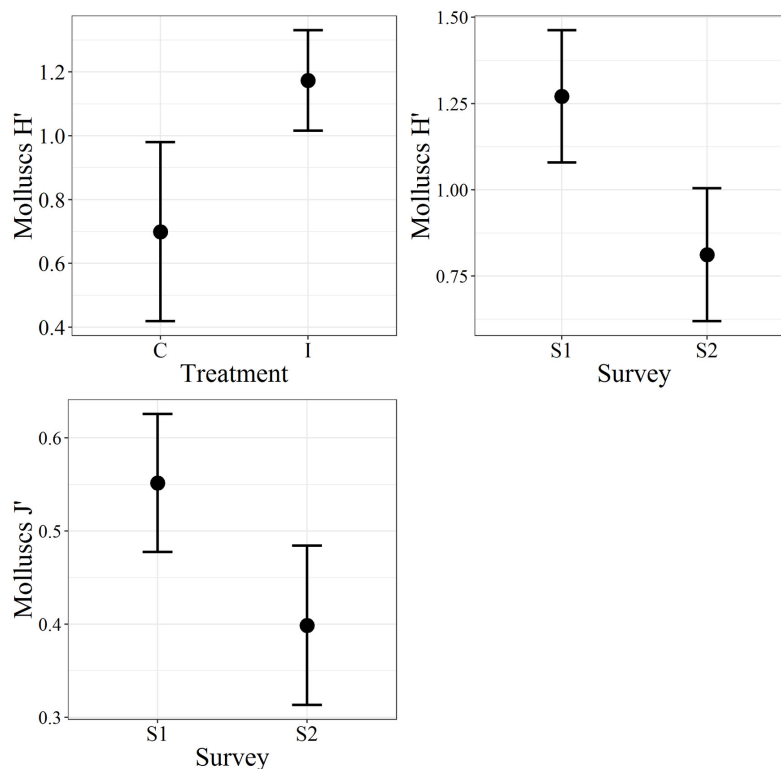 Molluscs H'
1.2
1.0
0.8
0.6
0.4
C
I
Treatment
Molluscs H'
1.50
1.25
1.00
0.75
S1
S2
Survey
Molluscs J'
0.6
0.5
0.4
0.3
S1
S2
Survey